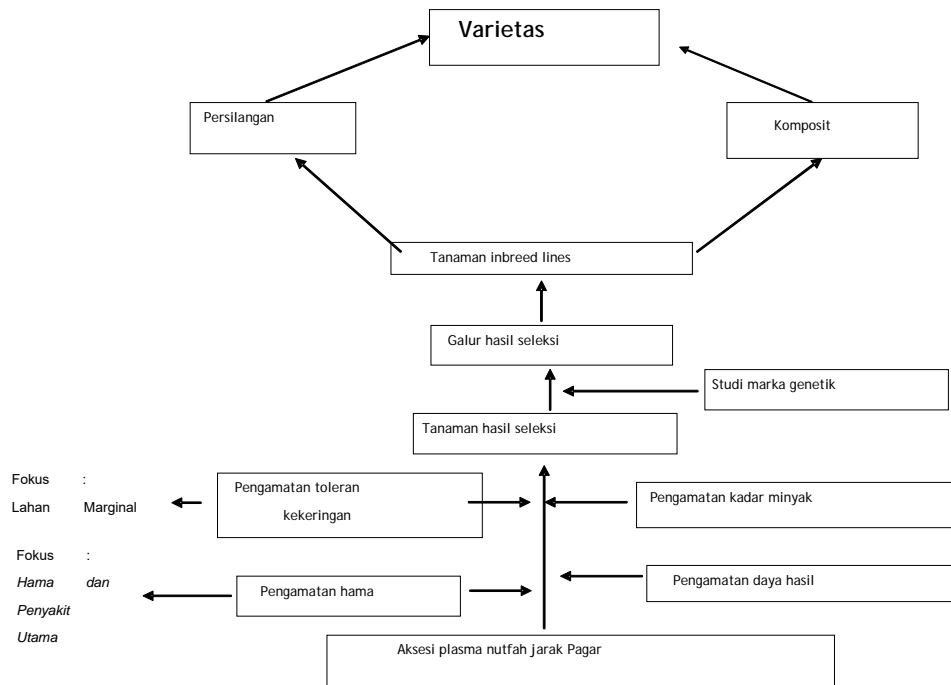 Varietas
Persilangan
Komposit
Tanaman inbreed lines
Galur hasil seleksi
Studi marka genetik
Tanaman hasil seleksi
Fokus :
Lahan Marginal
Pengamatan toleran
kekeringan
Pengamatan kadar minyak
Fokus :
Hama dan
Penyakit
Utama
Pengamatan hama
Pengamatan daya hasil
Aksesi plasma nutfah jarak Pagar